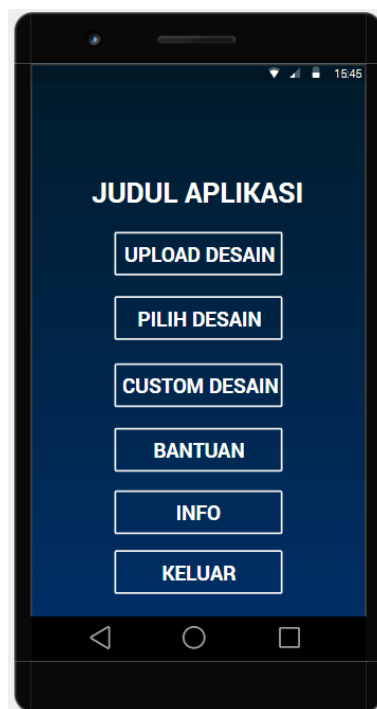 15:45
JUDUL APLIKASI
UPLOAD DESAIN
PILIH DESAIN
CUSTOM DESAIN
BANTUAN
INFO
KELUAR